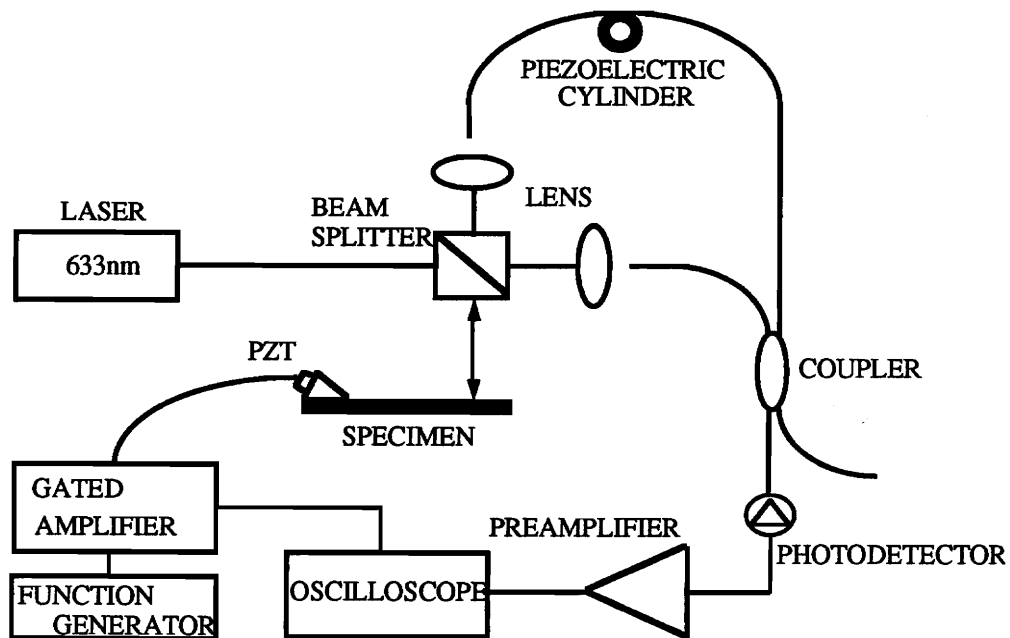 PIEZOELECTRIC
CYLINDER
LENS
BEAM
SPLITTER
LASER
633nm
PZT
COUPLER
SPECIMEN
GATED
AMPLIFIER
PREAMPLIFIER
PHOTODETECTOR
OSCILLOSCOPE
FUNCTION
GENERATOR